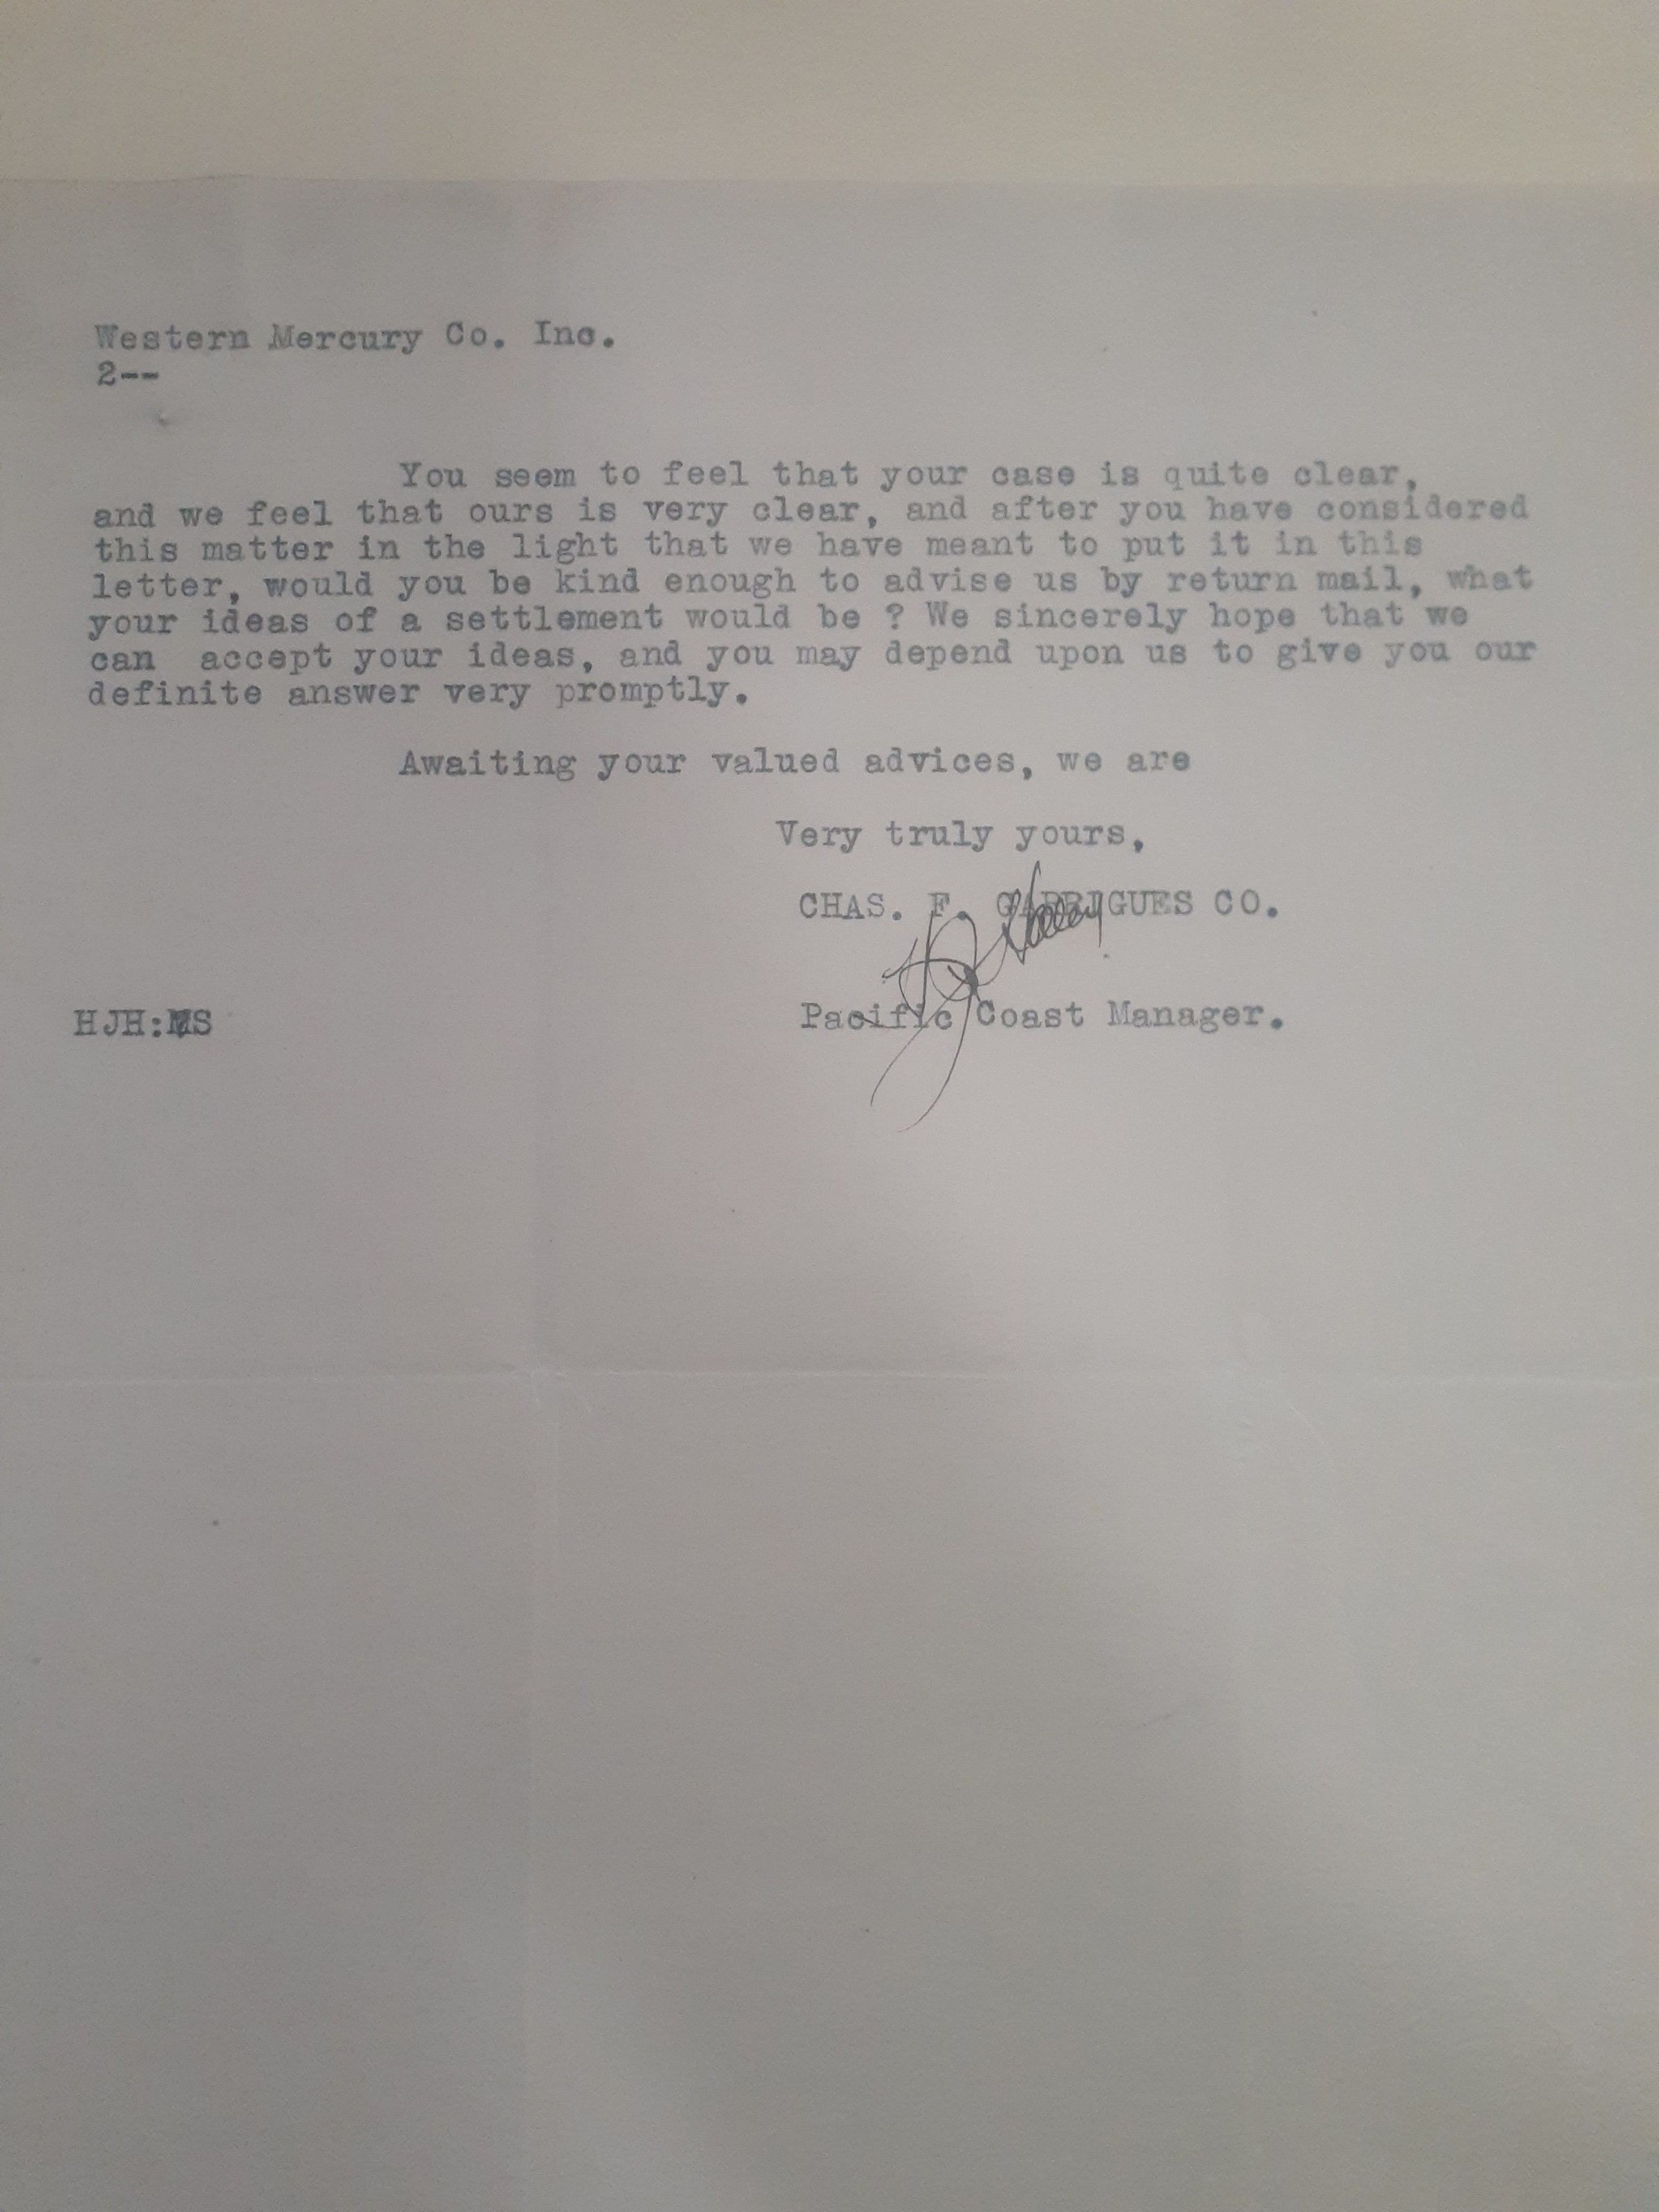 Western Mercury Co. Inc.
2--
You seem to feel that your case is quite clear,
and we feel that ours is very clear, and after you have considered
this matter in the light that we have meant to put it in this
letter, would you be kind enough to advise us by return mail, what
your ideas of a settlement would be ? We sincerely hope that we
can  accept your ideas, and you may depend upon us to give you our
definite answer very promptly.
Awaiting your valued advices, we are
Very truly yours,
CHAS. F. GARRIGUES CO.
Pacific Coast Manager.
HJH:MS